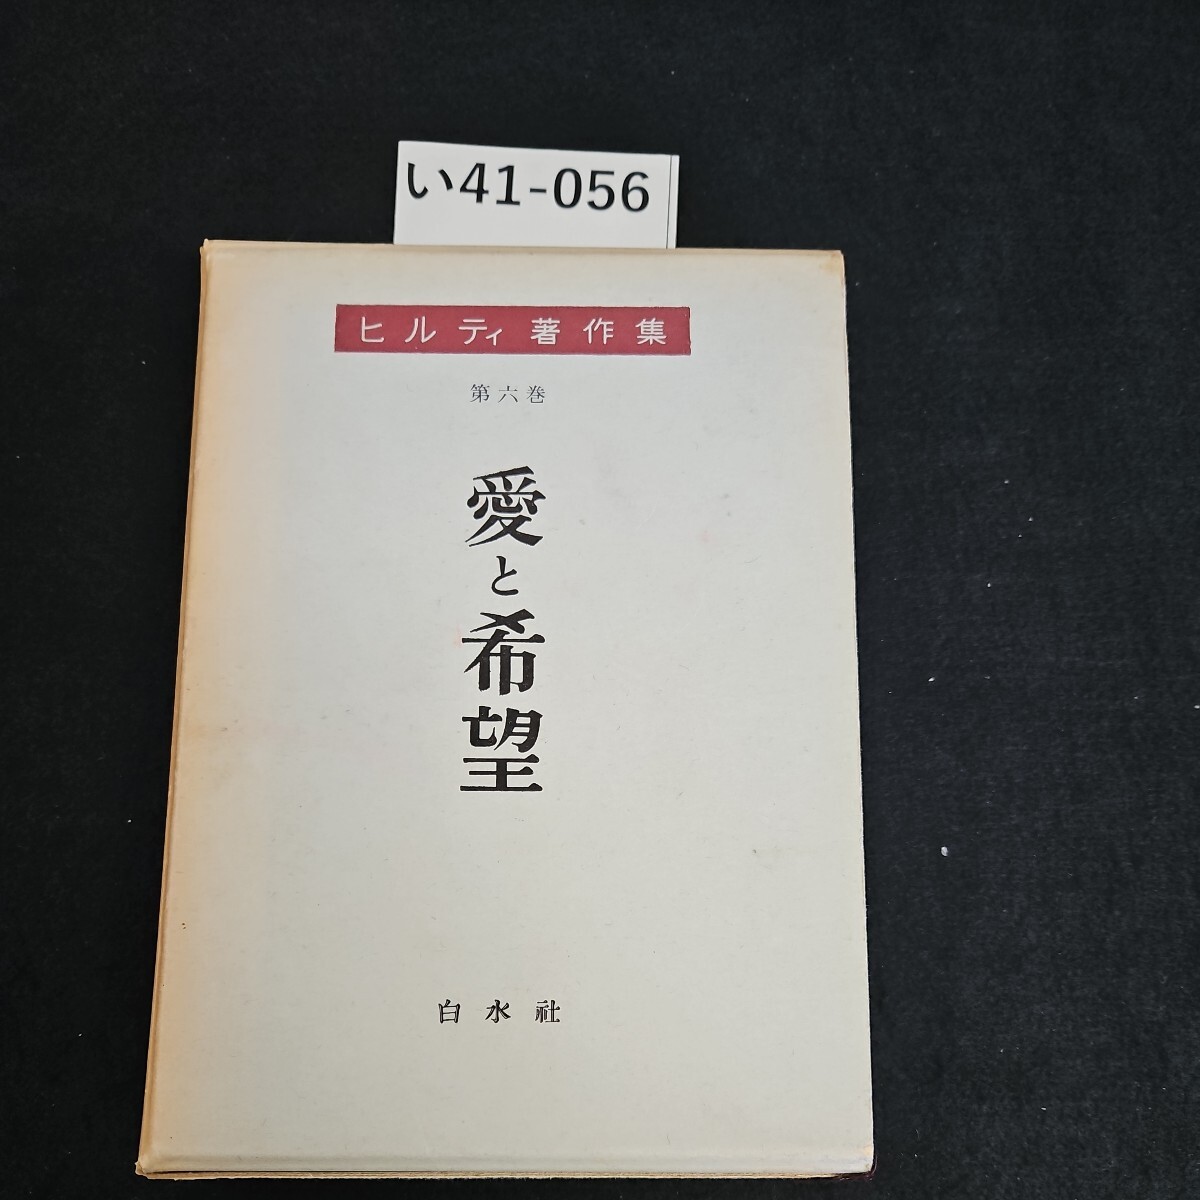 い41-056
ヒルティ著作集
第六巻
愛と希望
白水社